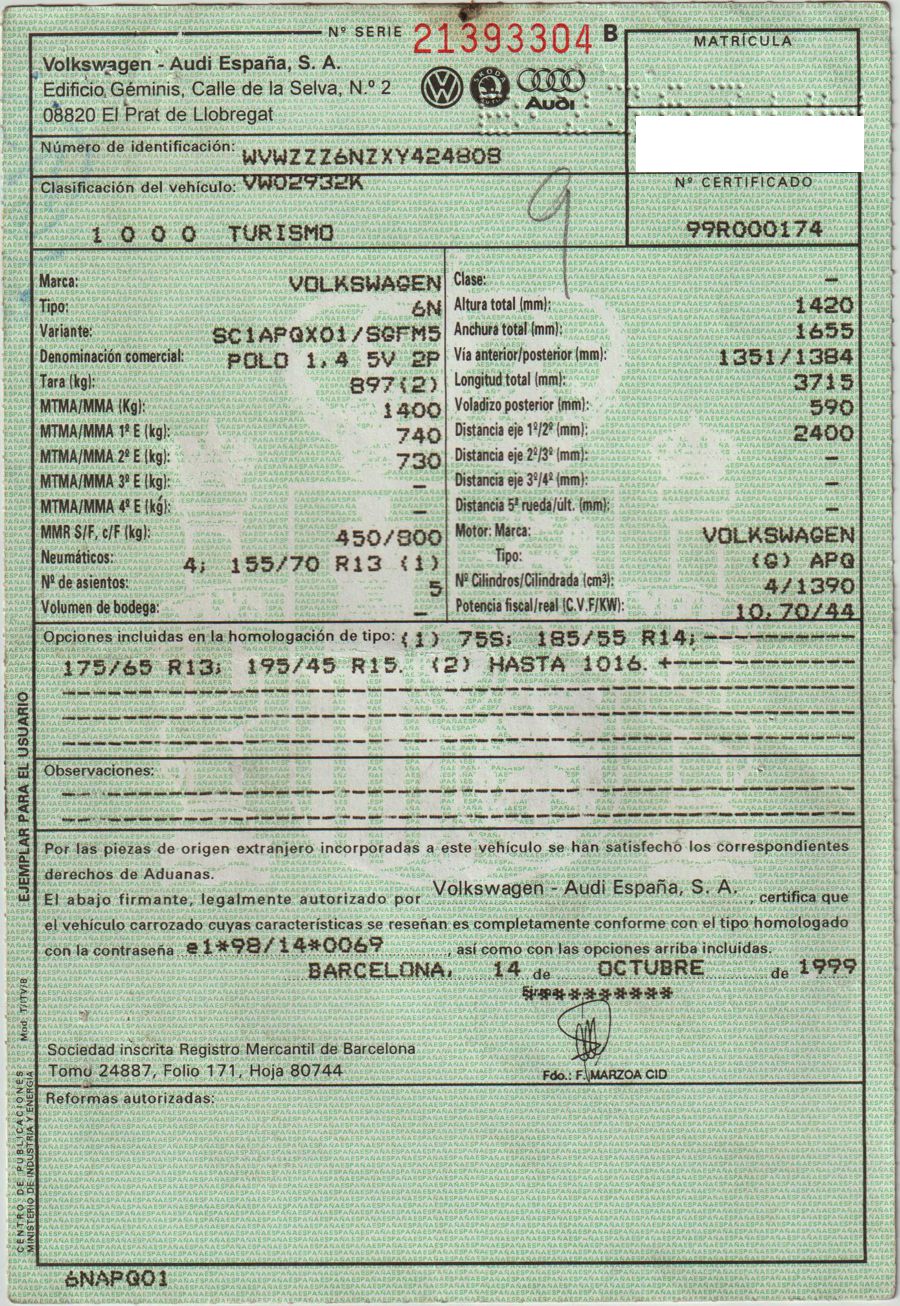 Nº SERIE 21393304 B
MATRÍCULA
Volkswagen - Audi España, S. A.
Edificio Géminis, Calle de la Selva, N.º 2
08820 El Prat de Llobregat
Audi
Número de identificación: WVWZZZ6NZXY424808
Clasificación del vehículo: VW02932K
1 0 0 0 TURISMO
Nº CERTIFICADO
99R000174
9
Marca: VOLKSWAGEN
Tipo: 6N
Variante: SC1APQX01/SGFM5
Denominación comercial: POLO 1,4 5V 2P
Tara (kg): 897(2)
MTMA/MMA (Kg): 1400
MTMA/MMA 1º E (kg): 740
MTMA/MMA 2º E (kg): 730
MTMA/MMA 3º E (kg): –
MTMA/MMA 4º E (kg): –
MMR S/F, c/F (kg): 450/800
Neumáticos: 4; 155/70 R13 (1)
Nº de asientos: 5
Volumen de bodega: –
Clase: –
Altura total (mm): 1420
Anchura total (mm): 1655
Vía anterior/posterior (mm): 1351/1384
Longitud total (mm): 3715
Voladizo posterior (mm): 590
Distancia eje 1º/2º (mm): 2400
Distancia eje 2º/3º (mm): –
Distancia eje 3º/4º (mm): –
Distancia 5ª rueda/últ. (mm): –
Motor: Marca: VOLKSWAGEN
Tipo: (G) APQ
Nº Cilindros/Cilindrada (cm³): 4/1390
Potencia fiscal/real (C.V.F/KW): 10,70/44
Opciones incluidas en la homologación de tipo: (1) 75S; 185/55 R14;
175/65 R13; 195/45 R15. (2) HASTA 1016. +
Observaciones:
Por las piezas de origen extranjero incorporadas a este vehículo se han satisfecho los correspondientes
derechos de Aduanas.
El abajo firmante, legalmente autorizado por Volkswagen - Audi España, S. A., certifica que
el vehículo carrozado cuyas características se reseñan es completamente conforme con el tipo homologado
con la contraseña e1*98/14*0069, así como con las opciones arriba incluidas.
BARCELONA, 14 de OCTUBRE de 1999
Firma **********
Sociedad inscrita Registro Mercantil de Barcelona
Tomo 24887, Folio 171, Hoja 80744
Fdo.: F. MARZOA CID
Reformas autorizadas:
6NAPQ01
EJEMPLAR PARA EL USUARIO
Mod. T/ITV/8
CENTRO DE PUBLICACIONES
MINISTERIO DE INDUSTRIA Y ENERGIA